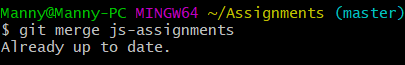 Manny@Manny-PC MINGW64 ~/Assignments (master)
$ git merge js-assignments
Already up to date.